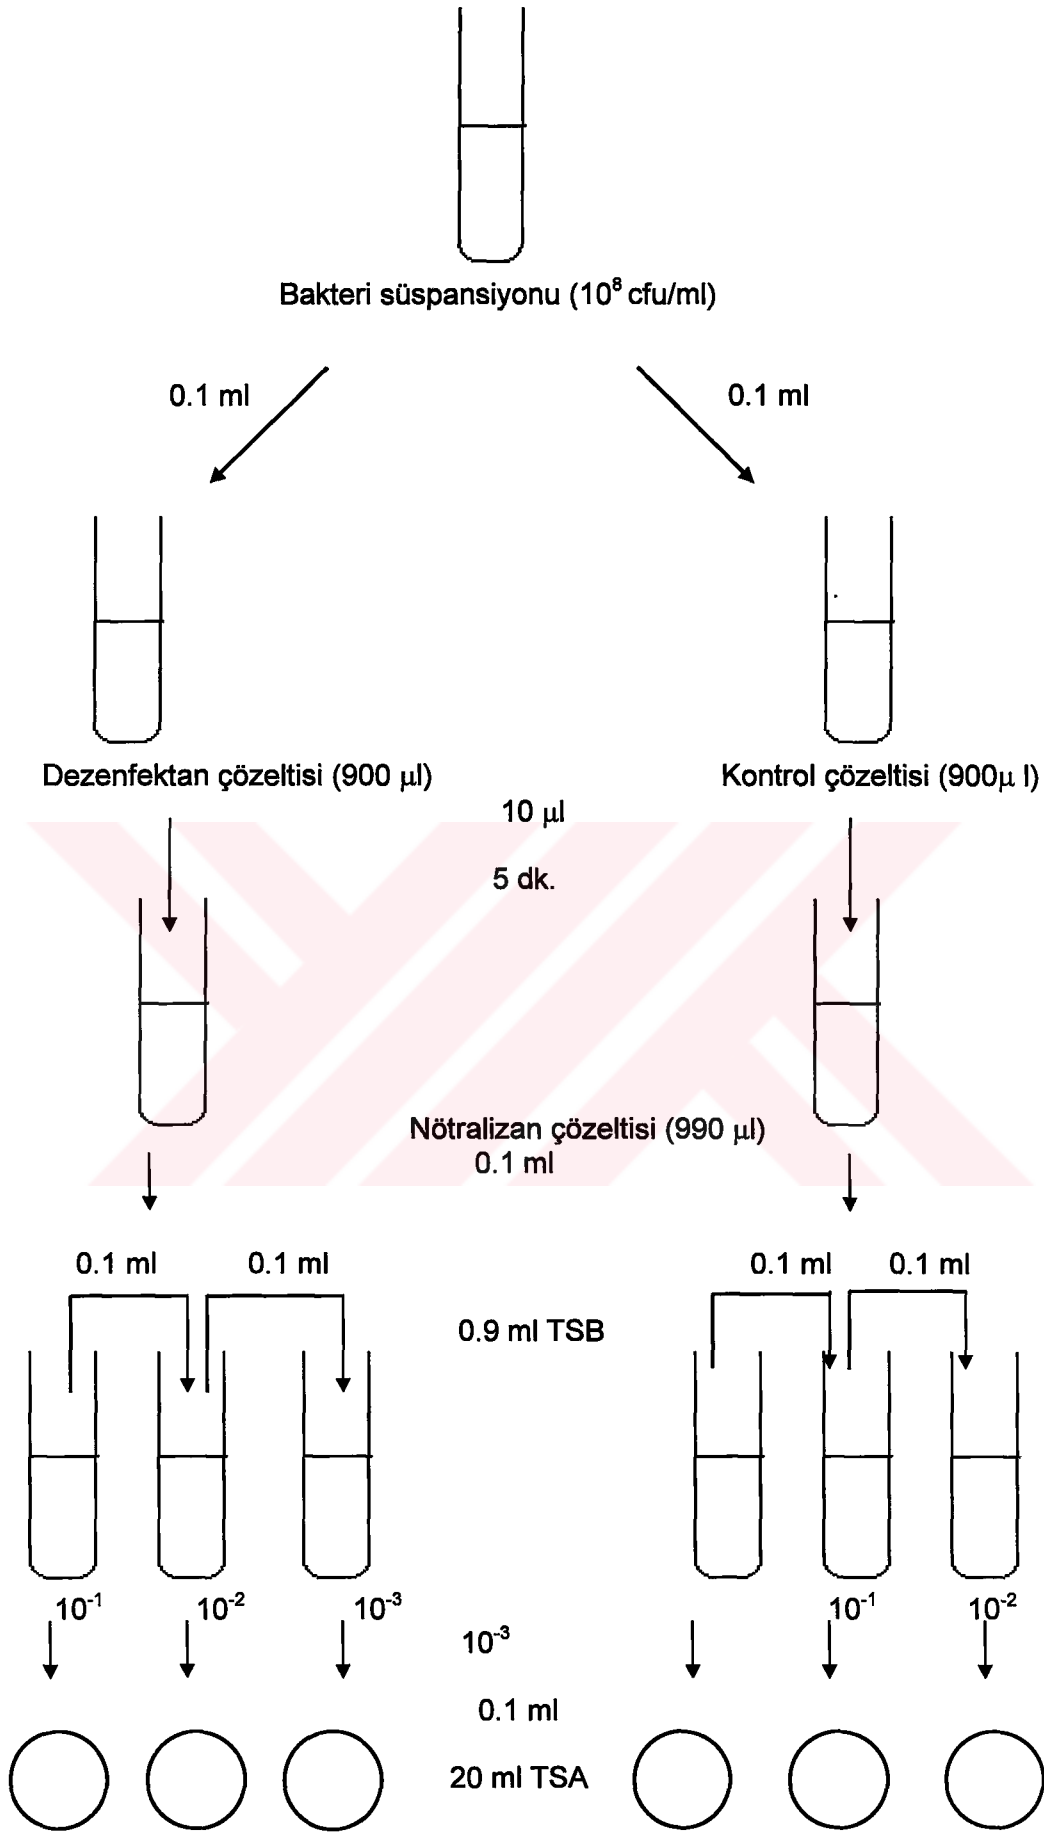 Bakteri süspansiyonu (10⁸ cfu/ml)
0.1 ml 0.1 ml
Dezenfektan çözeltisi (900 µl) Kontrol çözeltisi (900µ l)
10 µl
5 dk.
Nötralizan çözeltisi (990 µl)
0.1 ml
0.1 ml 0.1 ml 0.1 ml 0.1 ml
0.9 ml TSB
10⁻¹ 10⁻² 10⁻³ 10⁻¹ 10⁻²
10⁻³
0.1 ml
20 ml TSA